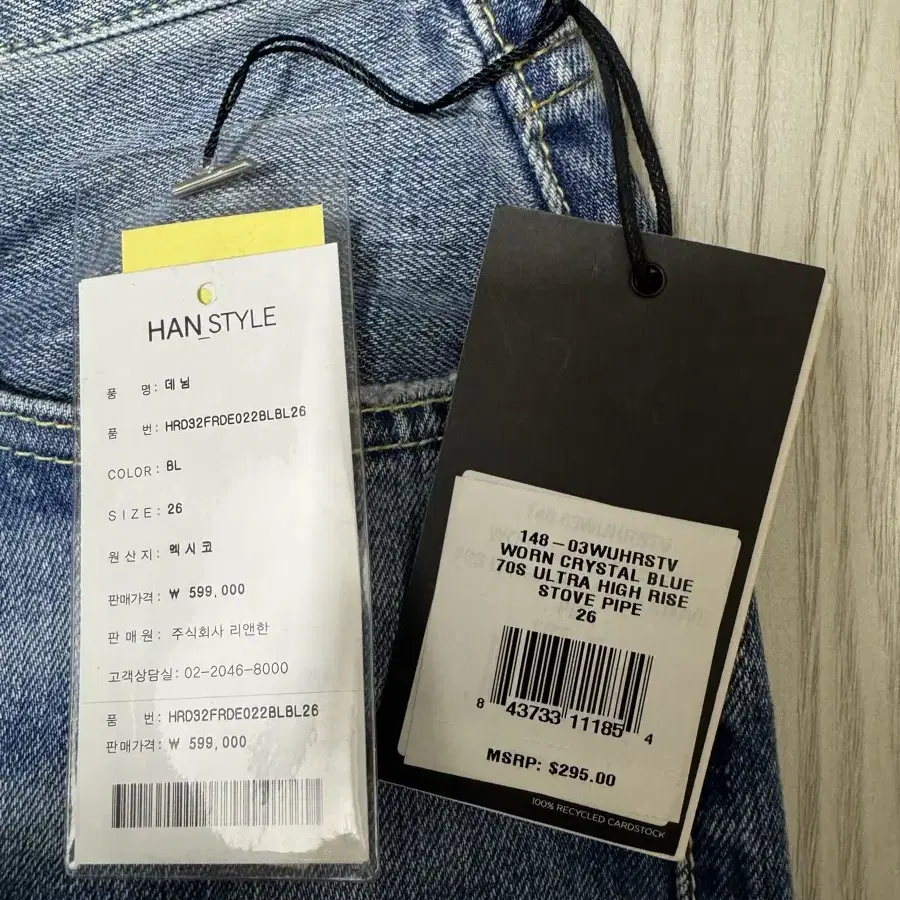 HAN_STYLE
품 명: 데님
품 번: HRD32FRDE022BLBL26
COLOR: BL
SIZE: 26
원산지: 멕시코
판매가격: ₩ 599,000
판매원: 주식회사 리앤한
고객상담실: 02-2046-8000
품 번: HRD32FRDE022BLBL26
판매가격: ₩ 599,000
148-03WUHRSTV
WORN CRYSTAL BLUE
'70S ULTRA HIGH RISE
STOVE PIPE
26
8 43733 11185 4
MSRP: $295.00
100% RECYCLED CARDSTOCK